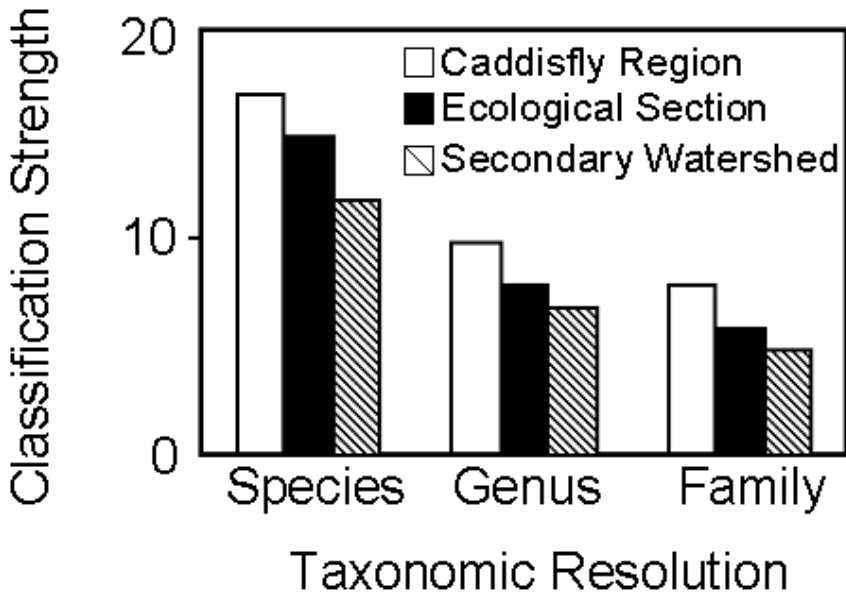 Classification Strength
20
10
0
Caddisfly Region
Ecological Section
Secondary Watershed
Species Genus Family
Taxonomic Resolution